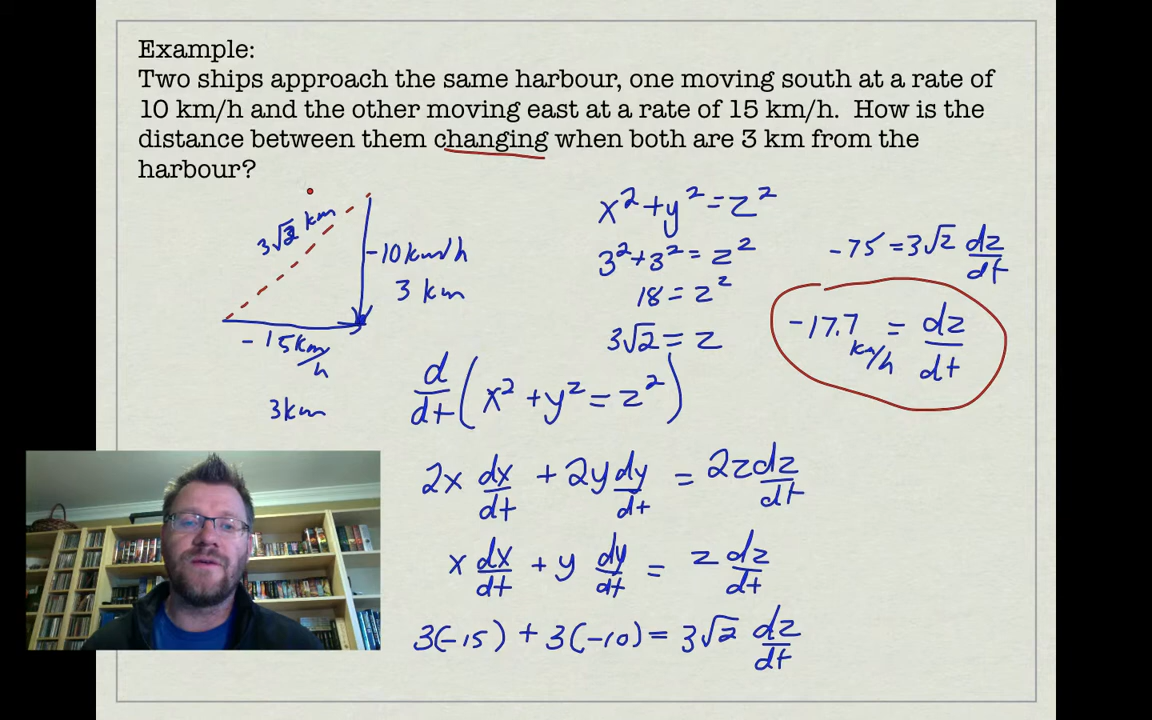 Example:
Two ships approach the same harbour, one moving south at a rate of
10 km/h and the other moving east at a rate of 15 km/h. How is the
distance between them changing when both are 3 km from the
harbour?
3√2 km
-10km/h
3 km
-15km/h
3km
x² + y² = z²
3² + 3² = z²
18 = z²
3√2 = z
d/dt (x² + y² = z²)
2x dx/dt + 2y dy/dt = 2z dz/dt
x dx/dt + y dy/dt = z dz/dt
3(-15) + 3(-10) = 3√2 dz/dt
-75 = 3√2 dz/dt
-17.7 km/h = dz/dt